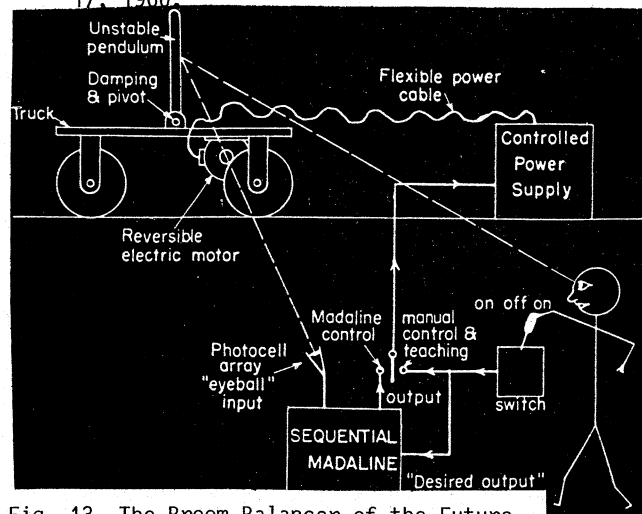 17, 1960.
Unstable
pendulum
Damping
& pivot
Truck
Flexible power
cable
Controlled
Power
Supply
Reversible
electric motor
on off on
Madaline
control
manual
control &
teaching
Photocell
array
"eyeball"
input
output
switch
SEQUENTIAL
MADALINE
"Desired output"
Fig. 13. The Broom Balancer of the Future